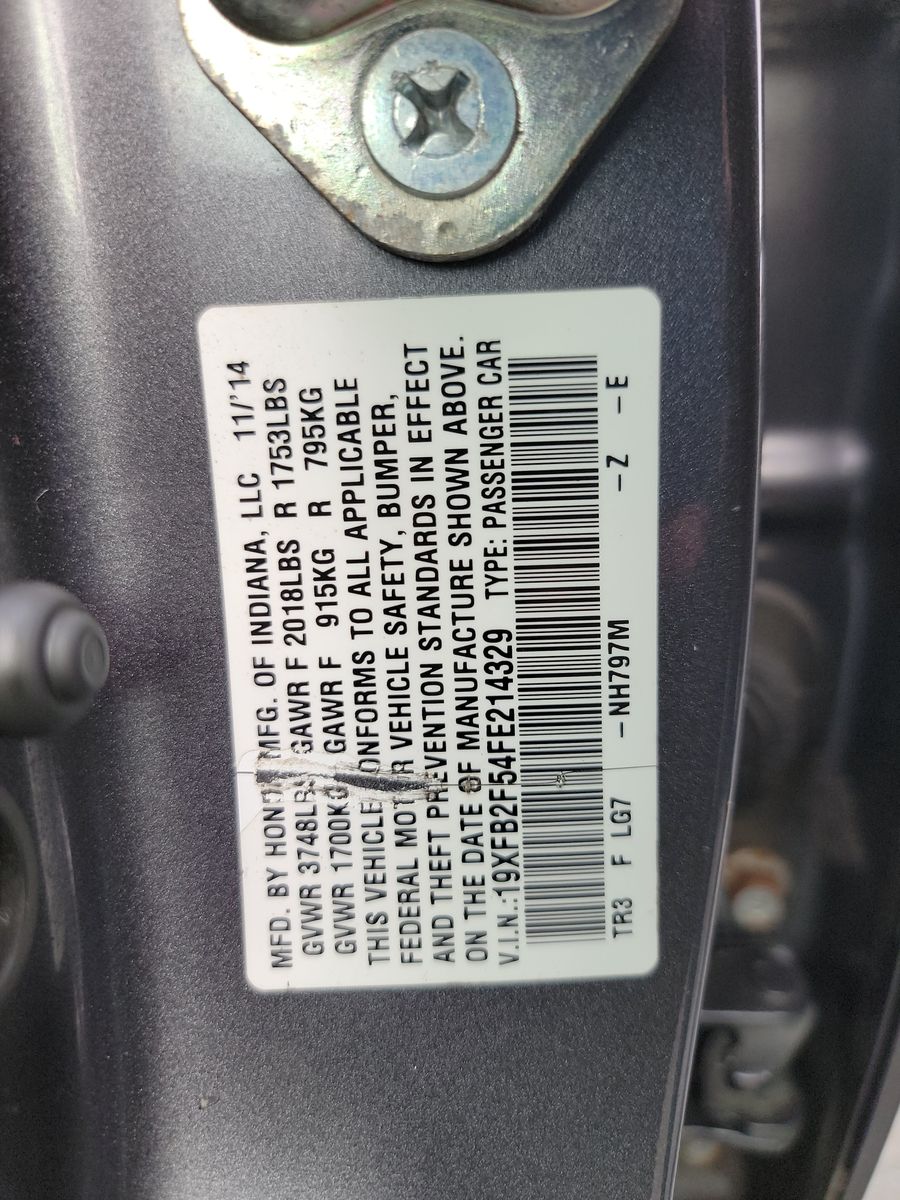 MFD. BY HOND MFG. OF INDIANA, LLC 11/'14
GVWR 3748LBS GAWR F 2018LBS R 1753LBS
GVWR 1700KG GAWR F 915KG R 795KG
THIS VEHICLE CONFORMS TO ALL APPLICABLE
FEDERAL MOTOR VEHICLE SAFETY, BUMPER,
AND THEFT PREVENTION STANDARDS IN EFFECT
ON THE DATE OF MANUFACTURE SHOWN ABOVE.
V.I.N.:19XFB2F54FE214329 TYPE: PASSENGER CAR
TR3 F LG7 -NH797M -Z -E